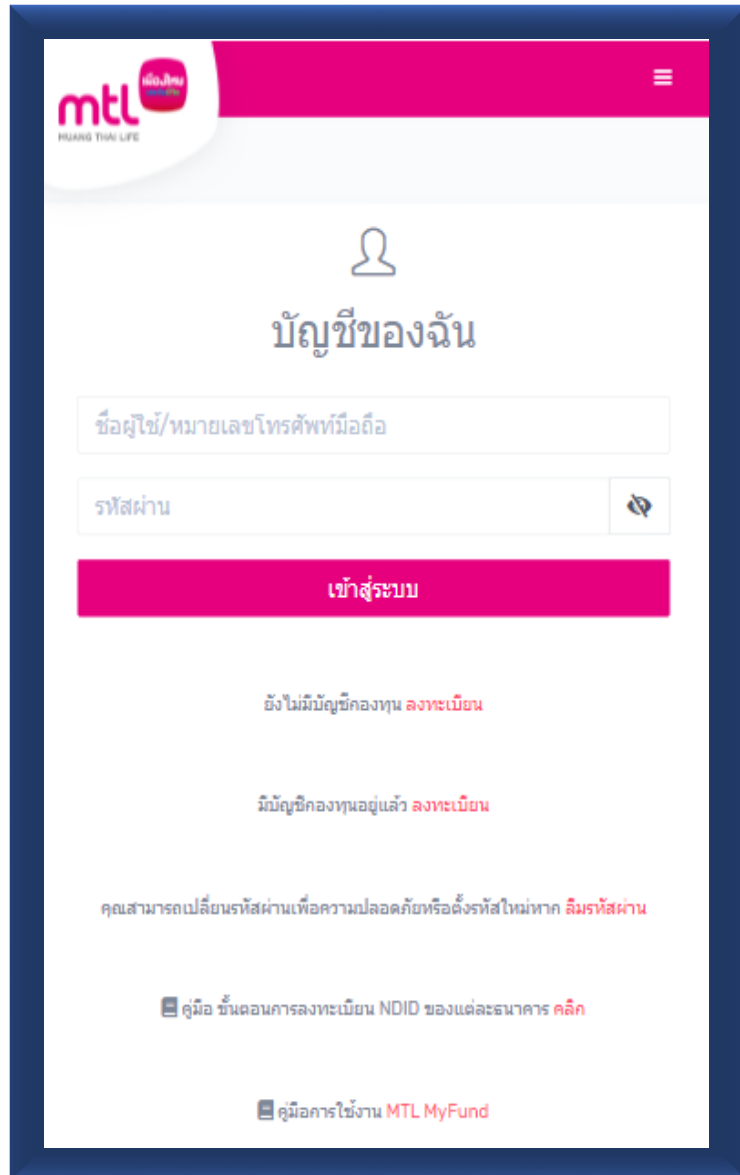 mtl
เมืองไทย
MUANG THAI LIFE
บัญชีของฉัน
ชื่อผู้ใช้/หมายเลขโทรศัพท์มือถือ
รหัสผ่าน
เข้าสู่ระบบ
ยังไม่มีบัญชีกองทุน ลงทะเบียน
มีบัญชีกองทุนอยู่แล้ว ลงทะเบียน
คุณสามารถเปลี่ยนรหัสผ่านเพื่อความปลอดภัยหรือตั้งรหัสใหม่หาก ลืมรหัสผ่าน
คู่มือ ขั้นตอนการลงทะเบียน NDID ของแต่ละธนาคาร คลิก
คู่มือการใช้งาน MTL MyFund